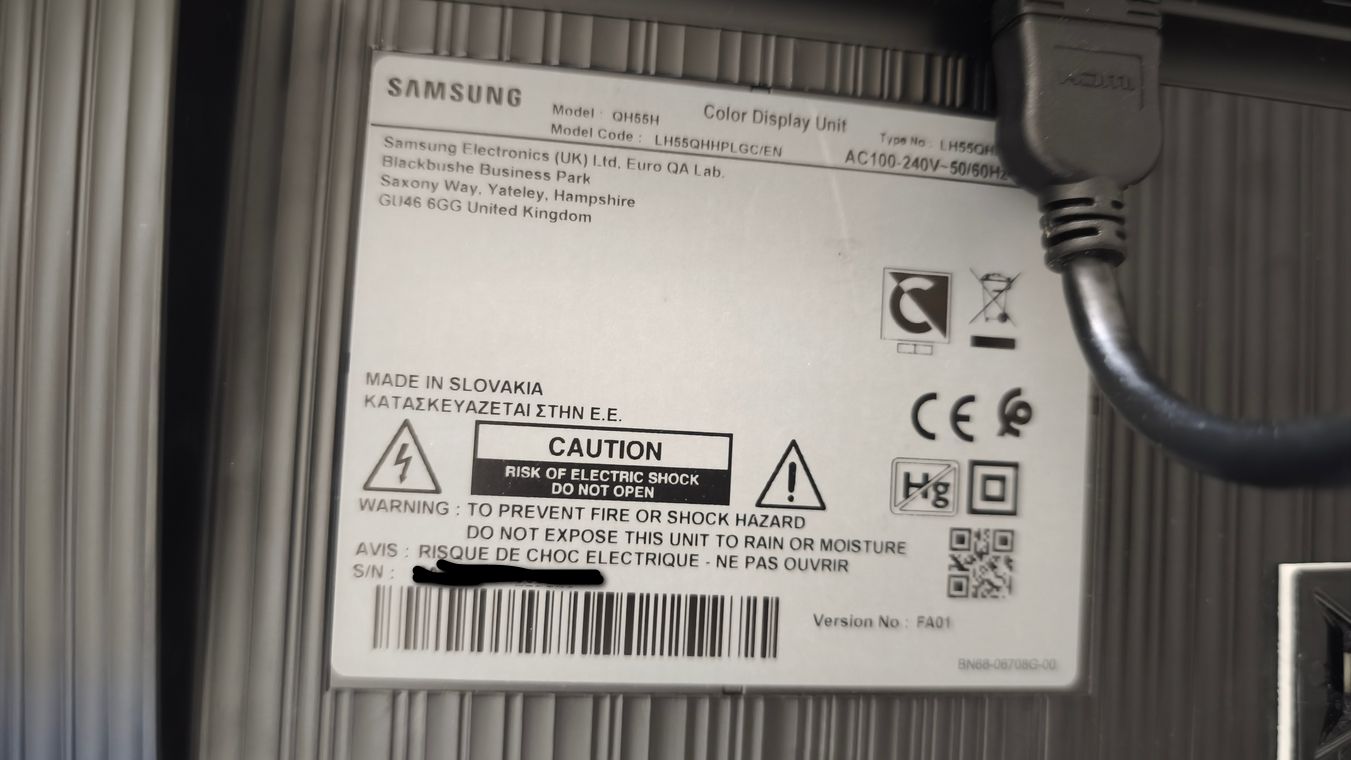 SAMSUNG
Model : QH55H
Color Display Unit
Type No : LH55QH
Model Code : LH55QHHPLGC/EN
AC100-240V~50/60Hz
Samsung Electronics (UK) Ltd, Euro QA Lab.
Blackbushe Business Park
Saxony Way, Yateley, Hampshire
GU46 6GG United Kingdom
MADE IN SLOVAKIA
ΚΑΤΑΣΚΕΥΑΖΕΤΑΙ ΣΤΗΝ Ε.Ε.
CAUTION
RISK OF ELECTRIC SHOCK
DO NOT OPEN
Hg
WARNING : TO PREVENT FIRE OR SHOCK HAZARD
DO NOT EXPOSE THIS UNIT TO RAIN OR MOISTURE
AVIS : RISQUE DE CHOC ELECTRIQUE - NE PAS OUVRIR
S/N :
Version No : FA01
BN68-06708G-00
HDMI